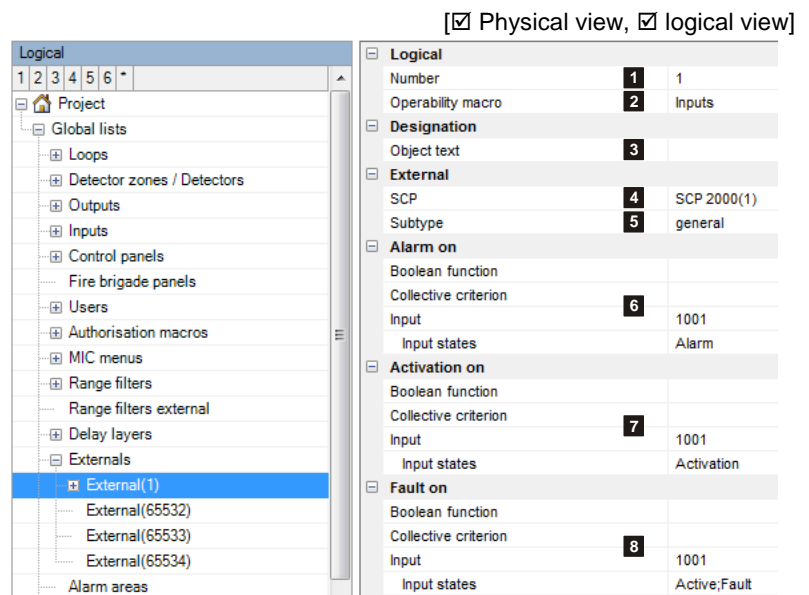 [☑ Physical view, ☑ logical view]
Logical
1 2 3 4 5 6 *
Project
Global lists
Loops
Detector zones / Detectors
Outputs
Inputs
Control panels
Fire brigade panels
Users
Authorisation macros
MIC menus
Range filters
Range filters external
Delay layers
Externals
External(1)
External(65532)
External(65533)
External(65534)
Alarm areas
Logical
Number 1 1
Operability macro 2 Inputs
Designation
Object text 3
External
SCP 4 SCP 2000(1)
Subtype 5 general
Alarm on
Boolean function
Collective criterion
6
Input 1001
Input states Alarm
Activation on
Boolean function
Collective criterion
7
Input 1001
Input states Activation
Fault on
Boolean function
Collective criterion
8
Input 1001
Input states Active;Fault